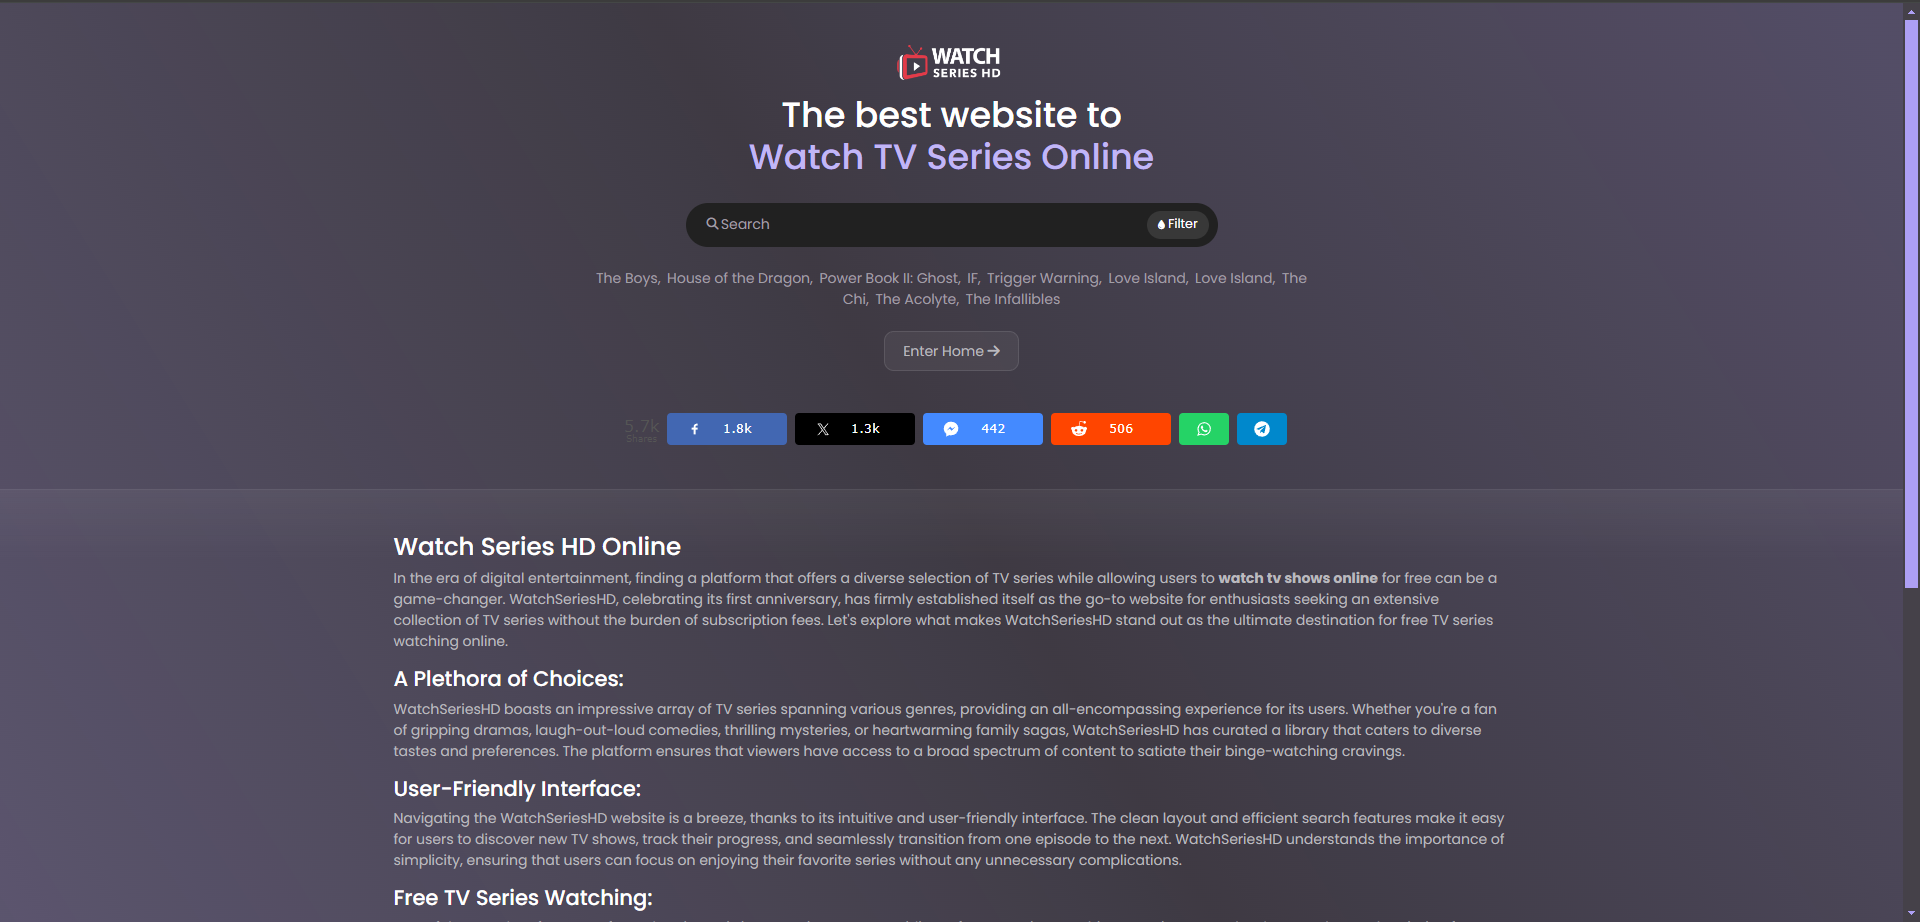 WATCH
SERIES HD
The best website to
Watch TV Series Online
Search
Filter
The Boys, House of the Dragon, Power Book II: Ghost, IF, Trigger Warning, Love Island, Love Island, The
Chi, The Acolyte, The Infallibles
Enter Home
5.7k
Shares
1.8k
1.3k
442
506
Watch Series HD Online
In the era of digital entertainment, finding a platform that offers a diverse selection of TV series while allowing users to watch tv shows online for free can be a
game-changer. WatchSeriesHD, celebrating its first anniversary, has firmly established itself as the go-to website for enthusiasts seeking an extensive
collection of TV series without the burden of subscription fees. Let's explore what makes WatchSeriesHD stand out as the ultimate destination for free TV series
watching online.
A Plethora of Choices:
WatchSeriesHD boasts an impressive array of TV series spanning various genres, providing an all-encompassing experience for its users. Whether you're a fan
of gripping dramas, laugh-out-loud comedies, thrilling mysteries, or heartwarming family sagas, WatchSeriesHD has curated a library that caters to diverse
tastes and preferences. The platform ensures that viewers have access to a broad spectrum of content to satiate their binge-watching cravings.
User-Friendly Interface:
Navigating the WatchSeriesHD website is a breeze, thanks to its intuitive and user-friendly interface. The clean layout and efficient search features make it easy
for users to discover new TV shows, track their progress, and seamlessly transition from one episode to the next. WatchSeriesHD understands the importance of
simplicity, ensuring that users can focus on enjoying their favorite series without any unnecessary complications.
Free TV Series Watching: